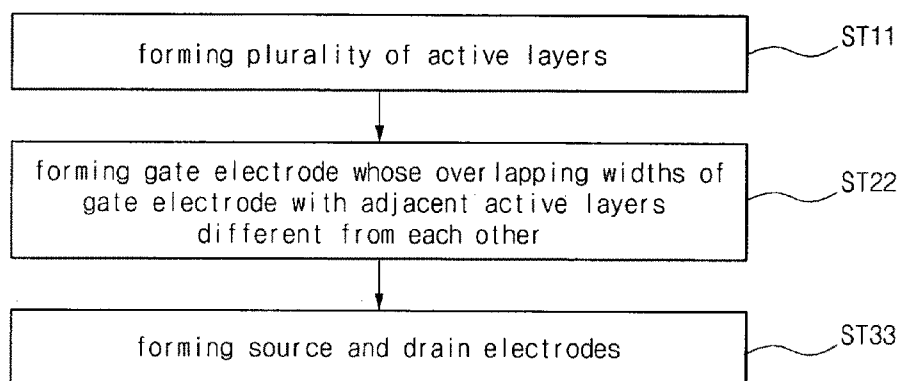 forming plurality of active layers
ST11
forming gate electrode whose overlapping widths of
gate electrode with adjacent active layers
different from each other
ST22
forming source and drain electrodes
ST33